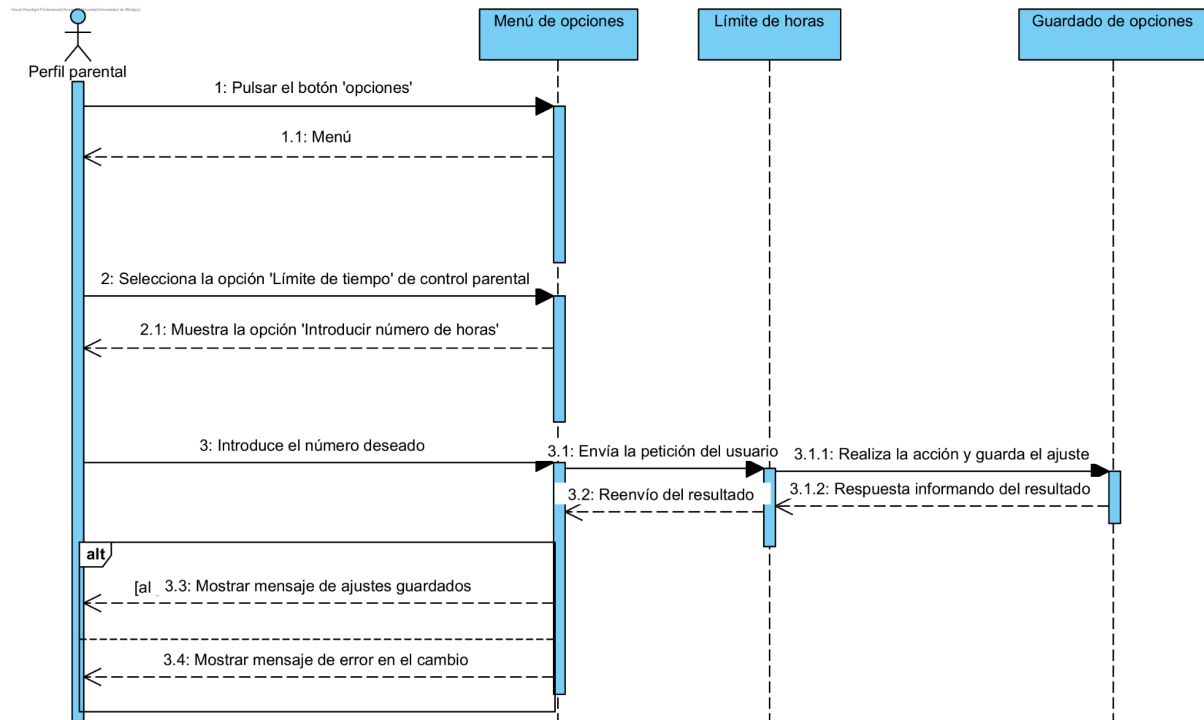 Visual Paradigm Professional
Perfil parental
Menú de opciones
Límite de horas
Guardado de opciones
1: Pulsar el botón 'opciones'
1.1: Menú
2: Selecciona la opción 'Límite de tiempo' de control parental
2.1: Muestra la opción 'Introducir número de horas'
3: Introduce el número deseado
3.1: Envía la petición del usuario
3.1.1: Realiza la acción y guarda el ajuste
3.2: Reenvío del resultado
3.1.2: Respuesta informando del resultado
alt
[al
3.3: Mostrar mensaje de ajustes guardados
3.4: Mostrar mensaje de error en el cambio